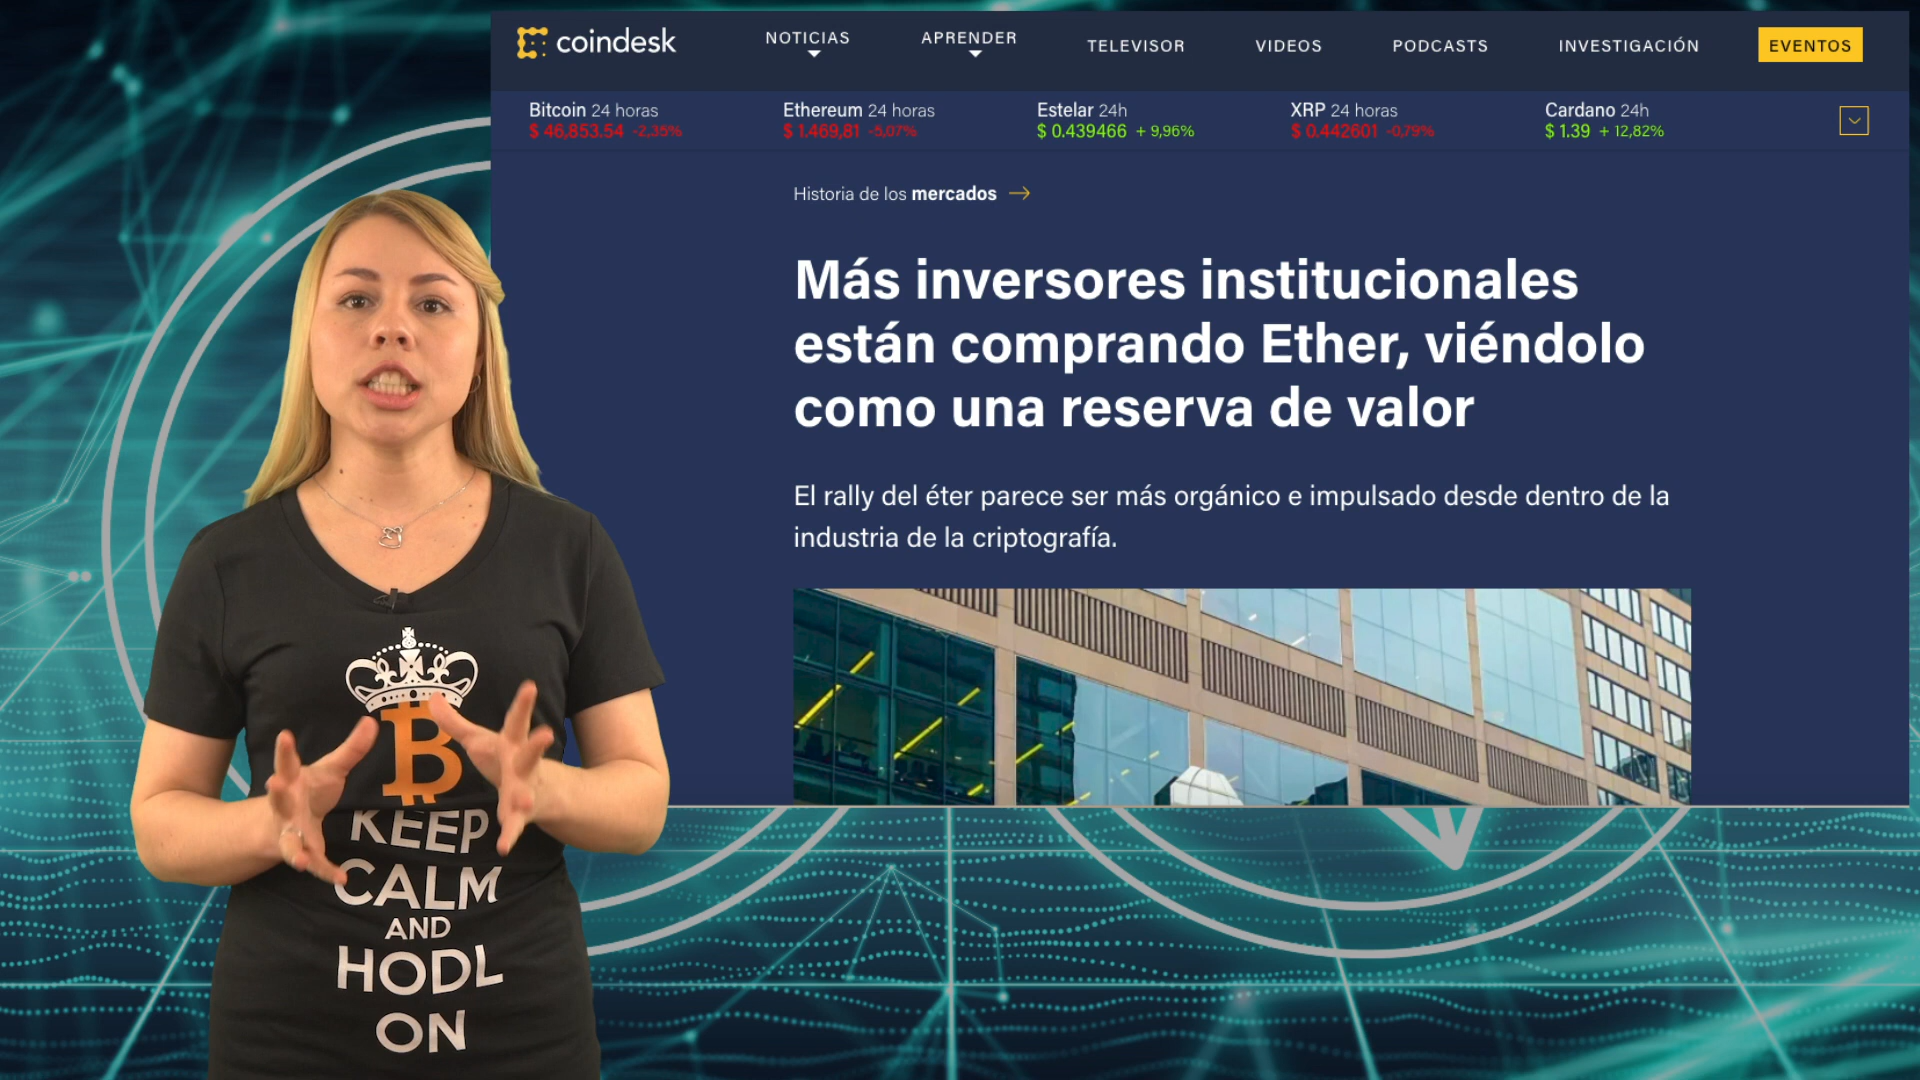 coindesk
NOTICIAS
APRENDER
TELEVISOR
VIDEOS
PODCASTS
INVESTIGACIÓN
EVENTOS
Bitcoin 24 horas
$ 46,853.54 -2,35%
Ethereum 24 horas
$ 1.469,81 -5,07%
Estelar 24h
$ 0.439466 + 9,96%
XRP 24 horas
$ 0.442601 -0,79%
Cardano 24h
$ 1.39 + 12,82%
Historia de los mercados →
Más inversores institucionales
están comprando Ether, viéndolo
como una reserva de valor
El rally del éter parece ser más orgánico e impulsado desde dentro de la
industria de la criptografía.
KEEP
CALM
AND
HODL
ON